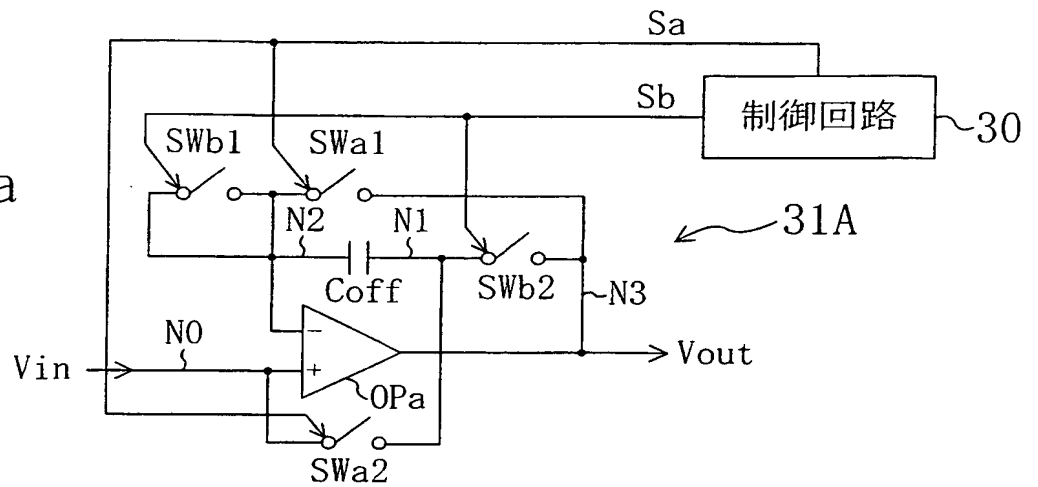 Sa
Sb
制御回路
30
SWb1
SWa1
a
N2
N1
31A
Coff
SWb2
N3
N0
−
Vin
+
Vout
OPa
SWa2